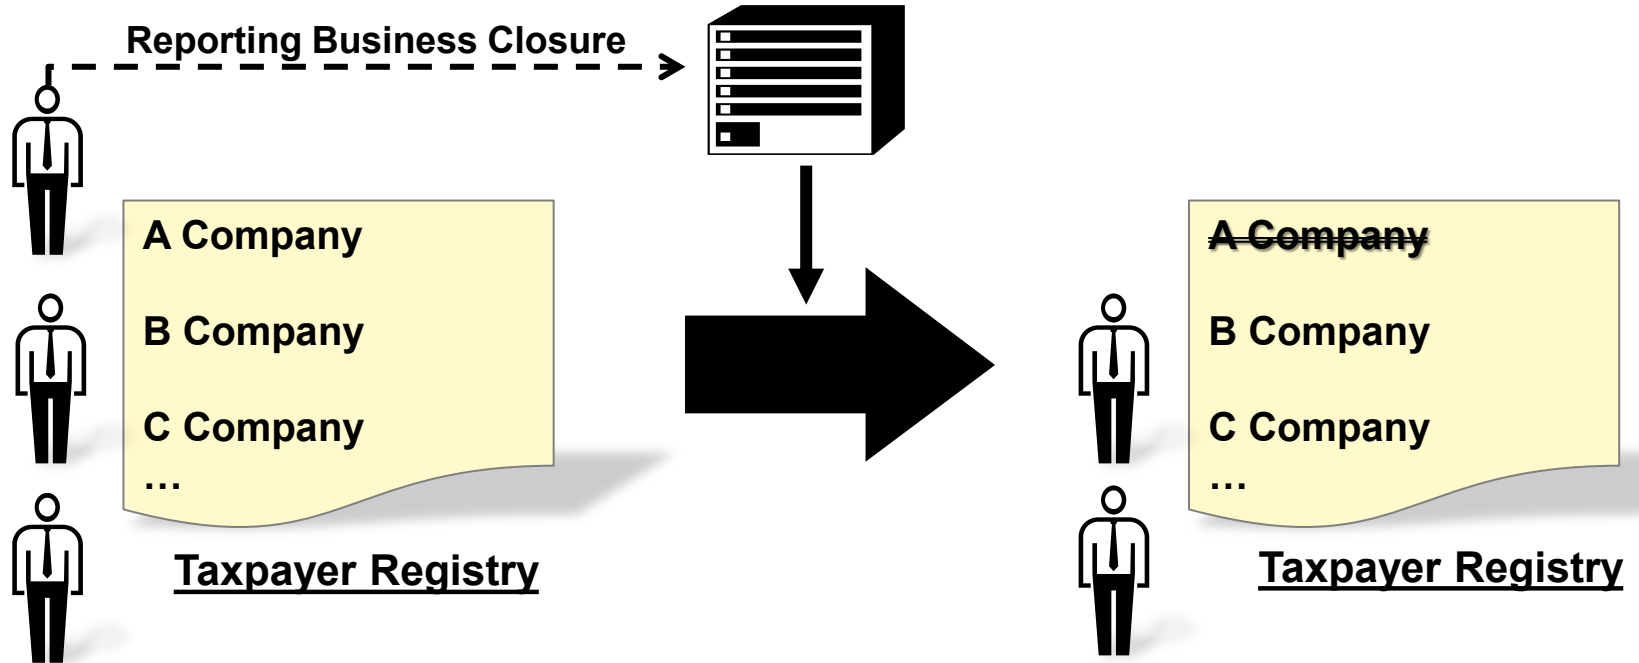 Reporting Business Closure
A Company
B Company
C Company
…
Taxpayer Registry
A Company
B Company
C Company
…
Taxpayer Registry